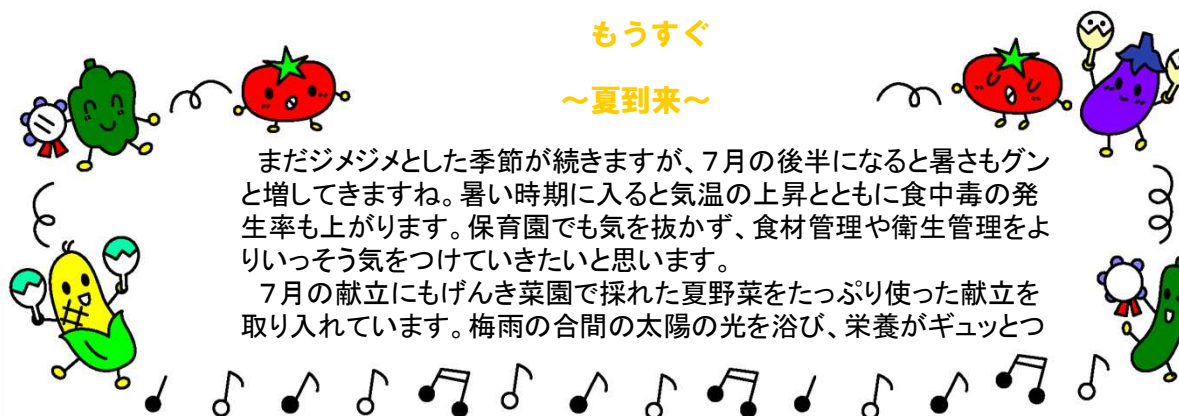 もうすぐ
～夏到来～
まだジメジメとした季節が続きますが、７月の後半になると暑さもグン
と増してきますね。暑い時期に入ると気温の上昇とともに食中毒の発
生率も上がります。保育園でも気を抜かず、食材管理や衛生管理をよ
りいっそう気をつけていきたいと思います。
７月の献立にもげんき菜園で採れた夏野菜をたっぷり使った献立を
取り入れています。梅雨の合間の太陽の光を浴び、栄養がギュッとつ